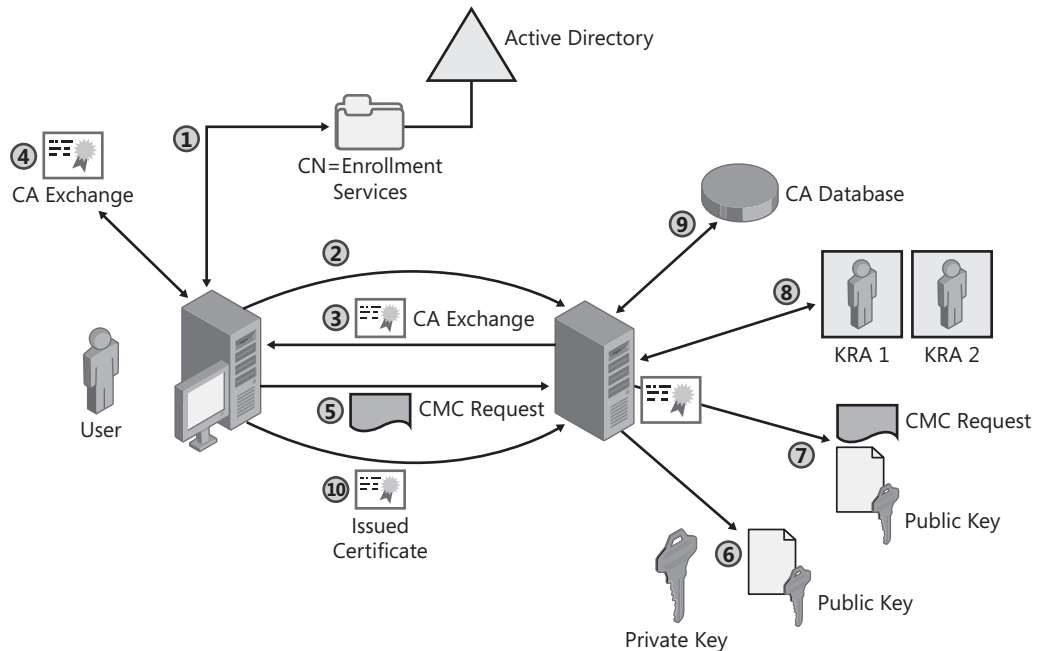 Active Directory
1
CN=Enrollment
Services
4
CA Exchange
CA Database
9
2
8
3
CA Exchange
KRA 1
KRA 2
User
5
CMC Request
CMC Request
7
10
Issued
Certificate
Public Key
6
Public Key
Private Key